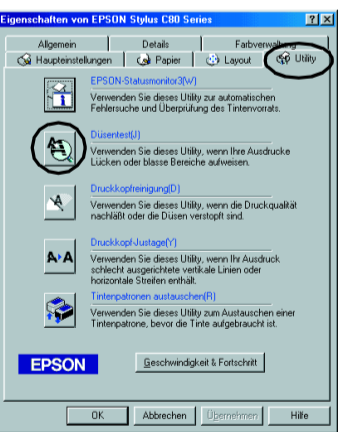 Eigenschaften von EPSON Stylus C80 Series
Allgemein Details Farbverwaltung
Haupteinstellungen Papier Layout Utility
EPSON-Statusmonitor3(W)
Verwenden Sie dieses Utility zur automatischen
Fehlersuche und Überprüfung des Tintenvorrats.
Düsentest(J)
Verwenden Sie dieses Utility, wenn Ihre Ausdrucke
Lücken oder blasse Bereiche aufweisen.
Druckkopfreinigung(D)
Verwenden Sie dieses Utility, wenn die Druckqualität
nachläßt oder die Düsen verstopft sind.
Druckkopf-Justage(Y)
Verwenden Sie dieses Utility, wenn Ihr Ausdruck
schlecht ausgerichtete vertikale Linien oder
horizontale Streifen enthält.
Tintenpatronen austauschen(R)
Verwenden Sie dieses Utility zum Austauschen einer
Tintenpatrone, bevor die Tinte aufgebraucht ist.
EPSON Geschwindigkeit & Fortschritt
OK Abbrechen Übernehmen Hilfe